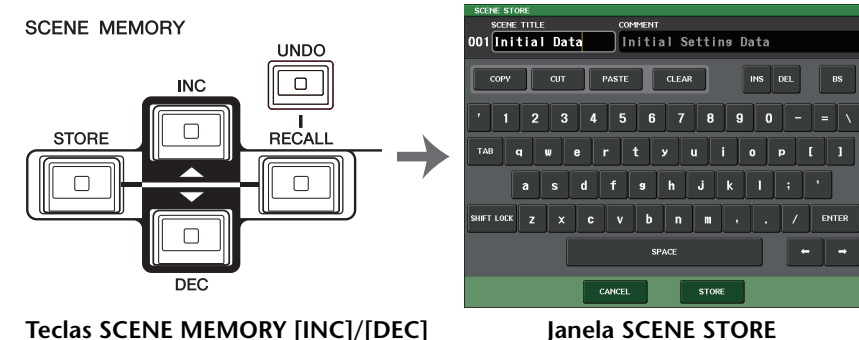 SCENE MEMORY
UNDO
INC
STORE
RECALL
DEC
Teclas SCENE MEMORY [INC]/[DEC]
SCENE STORE
SCENE TITLE COMMENT
001 Initial Data Initial Setting Data
COPY CUT PASTE CLEAR INS DEL BS
' 1 2 3 4 5 6 7 8 9 0 - = \
TAB q w e r t y u i o p [ ]
a s d f g h j k l ; '
SHIFT LOCK z x c v b n m , . / ENTER
SPACE ← →
CANCEL STORE
Janela SCENE STORE